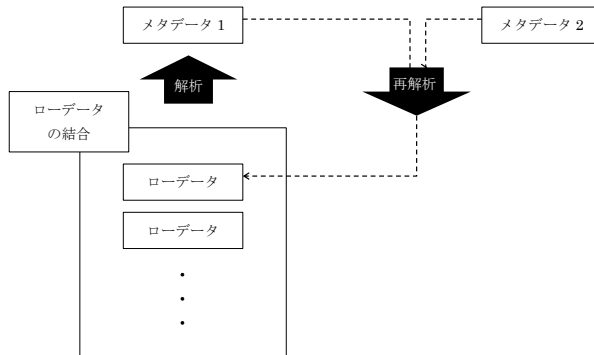 メタデータ 1
メタデータ 2
解析
再解析
ローデータ
の結合
ローデータ
ローデータ
・
・
・